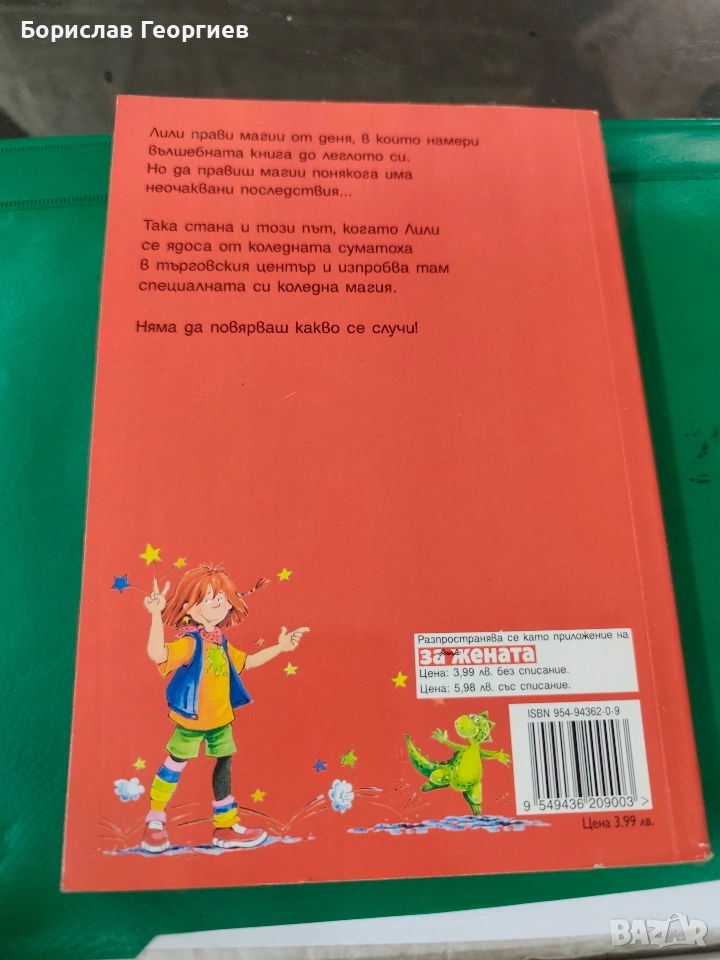 Борислав Георгиев
Лили прави магии от деня, в който намери
вълшебната книга до леглото си.
Но да правиш магии понякога има
неочаквани последствия...
Така стана и този път, когато Лили
се ядоса от коледната суматоха
в търговския център и изпробва там
специалната си коледна магия.
Няма да повярваш какво се случи!
Разпространява се като приложение на
за жената
Цена: 3,99 лв. без списание.
Цена: 5,98 лв. със списание.
ISBN 954-94362-0-9
9 549436 209003 >
Цена 3.99 лв.
BAZAR